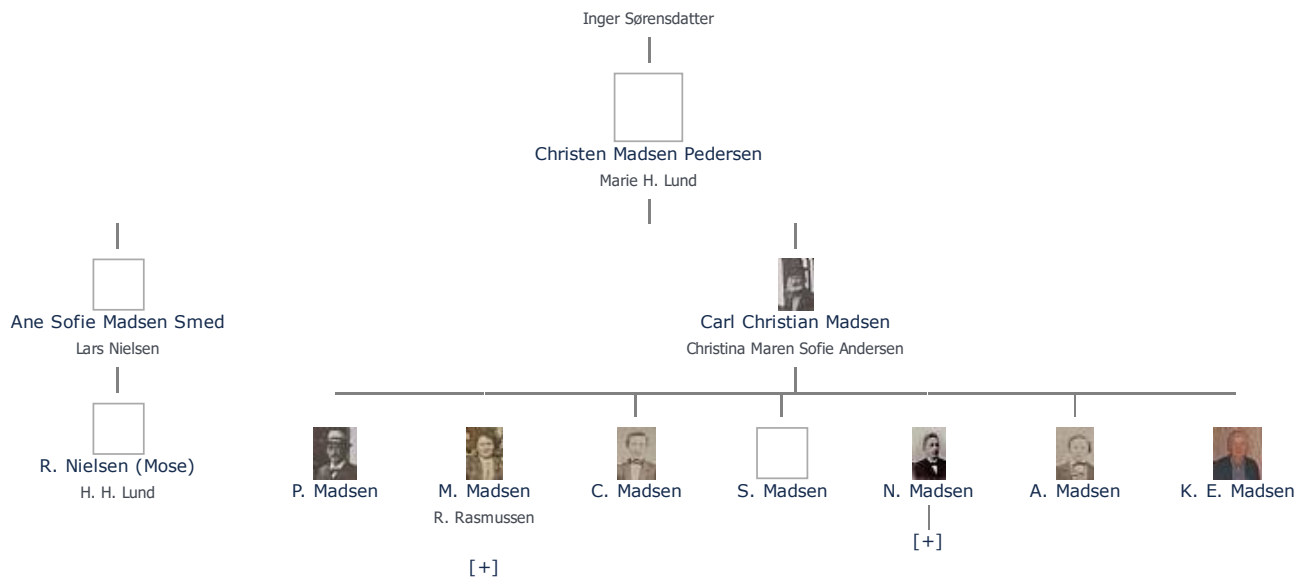 Inger Sørensdatter
Christen Madsen Pedersen
Marie H. Lund
Ane Sofie Madsen Smed
Lars Nielsen
Carl Christian Madsen
Christina Maren Sofie Andersen
R. Nielsen (Mose)
H. H. Lund
P. Madsen
M. Madsen
R. Rasmussen
[+]
C. Madsen
S. Madsen
N. Madsen
[+]
A. Madsen
K. E. Madsen